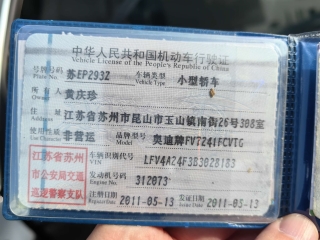 中华人民共和国机动车行驶证
Vehicle License of the People's Republic of China
号牌号码 苏EP293Z 车辆类型 小型轿车
Plate No. Vehicle Type
所有人 黄庆珍
Owner
住址 江苏省苏州市昆山市玉山镇南街26号308室
Address
使用性质 非营运 品牌型号 奥迪牌FV7241FCVTG
Use Character Model
江苏省苏州市公安局交通巡逻警察支队
车辆识别代号 LFV4A24F3B3028183
VIN
发动机号码 312073
Engine No.
注册日期 2011-05-13 发证日期 2011-05-13
Register Date Issue Date